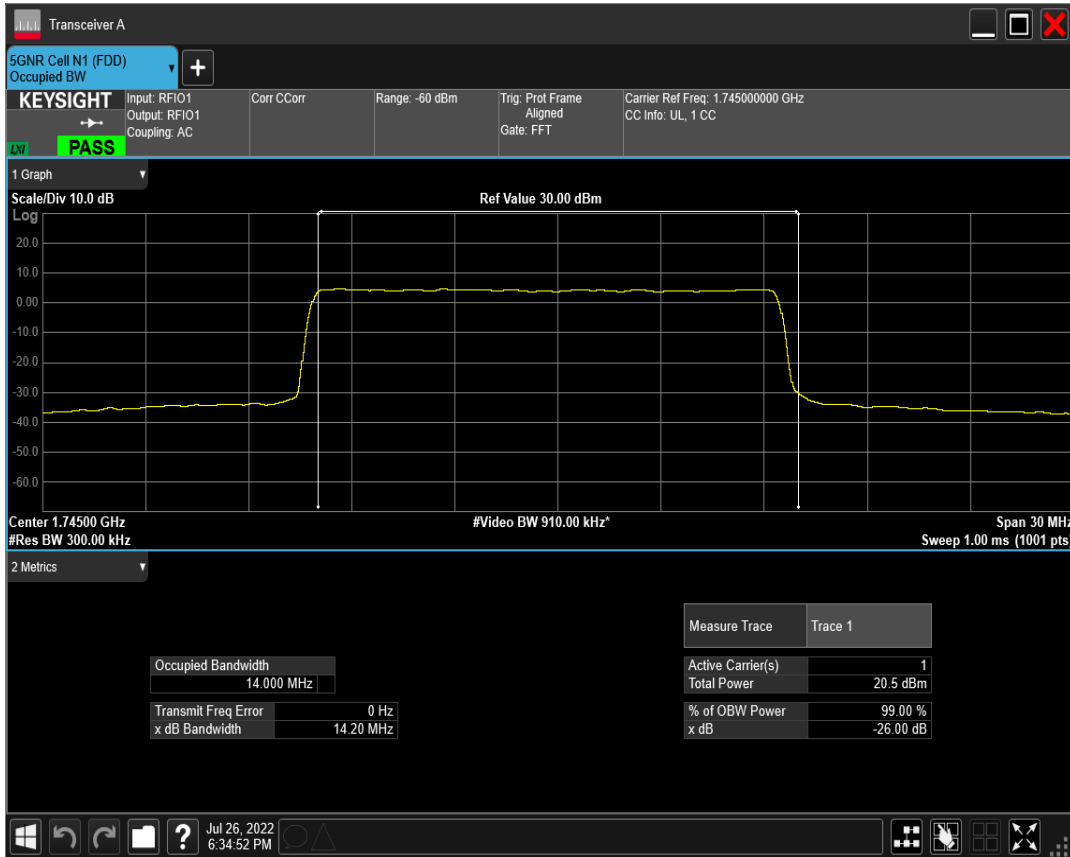 Transceiver A
5GNR Cell N1 (FDD)
Occupied BW
+
KEYSIGHT
LXI
PASS
Input: RFIO1
Output: RFIO1
Coupling: AC
Corr CCorr
Range: -60 dBm
Trig: Prot Frame
Aligned
Gate: FFT
Carrier Ref Freq: 1.745000000 GHz
CC Info: UL, 1 CC
1 Graph
Scale/Div 10.0 dB
Ref Value 30.00 dBm
Log
20.0
10.0
0.00
-10.0
-20.0
-30.0
-40.0
-50.0
-60.0
Center 1.74500 GHz
#Video BW 910.00 kHz*
Span 30 MHz
#Res BW 300.00 kHz
Sweep 1.00 ms (1001 pts)
2 Metrics
Measure Trace Trace 1
Occupied Bandwidth
14.000 MHz
Active Carrier(s) 1
Total Power 20.5 dBm
Transmit Freq Error 0 Hz
x dB Bandwidth 14.20 MHz
% of OBW Power 99.00 %
x dB -26.00 dB
?
Jul 26, 2022
6:34:52 PM